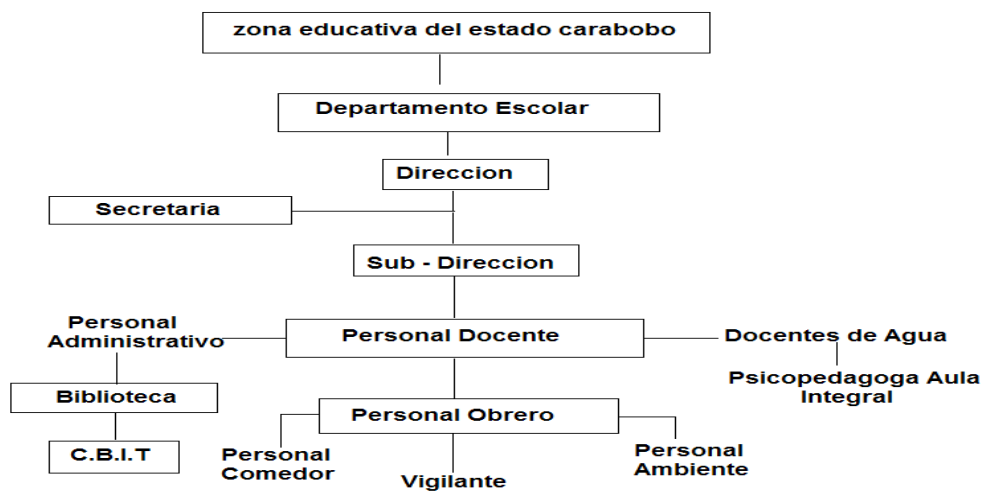 zona educativa del estado carabobo
Departamento Escolar
Direccion
Secretaria
Sub - Direccion
Personal
Administrativo
Personal Docente
Docentes de Agua
Psicopedagoga Aula
Integral
Biblioteca
Personal Obrero
C.B.I.T
Personal
Comedor
Vigilante
Personal
Ambiente